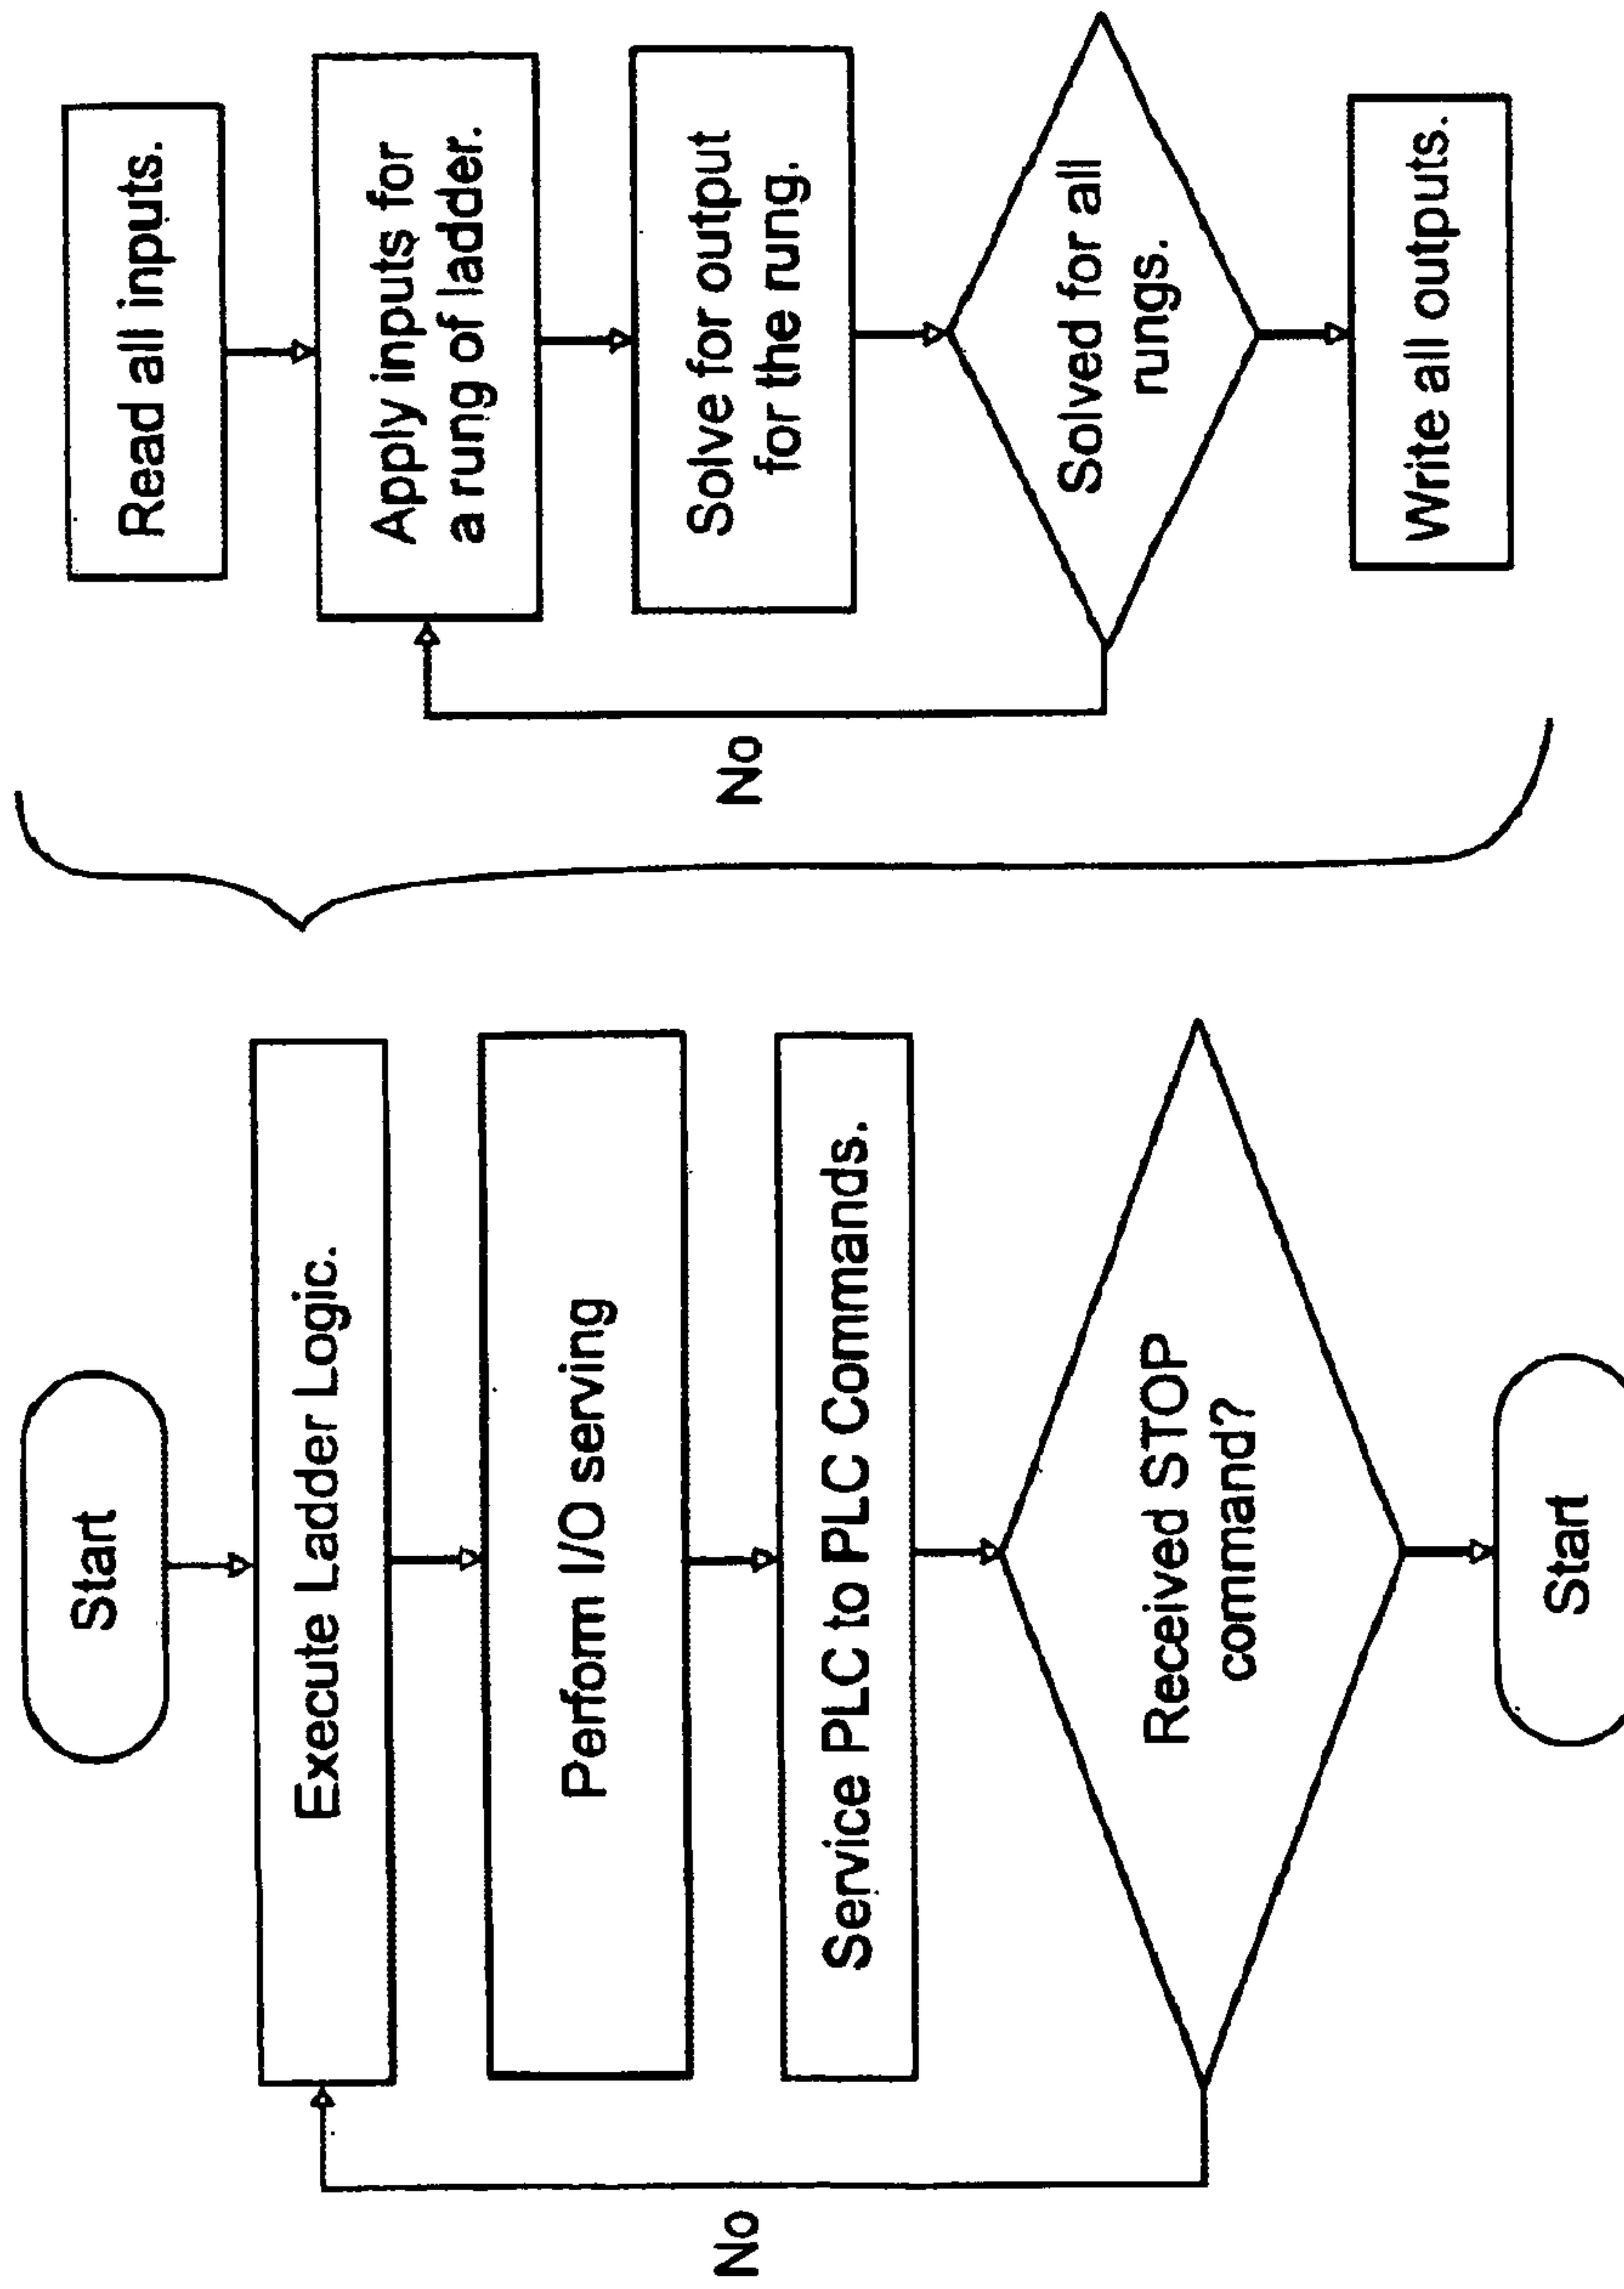 Start
Execute Ladder Logic.
Perform I/O serving
Service PLC to PLC Commands.
Received STOP
command?
No
Start
Read all inputs.
Apply inputs for
a rung of ladder.
Solve for output
for the rung.
Solved for all
rungs.
No
Write all outputs.